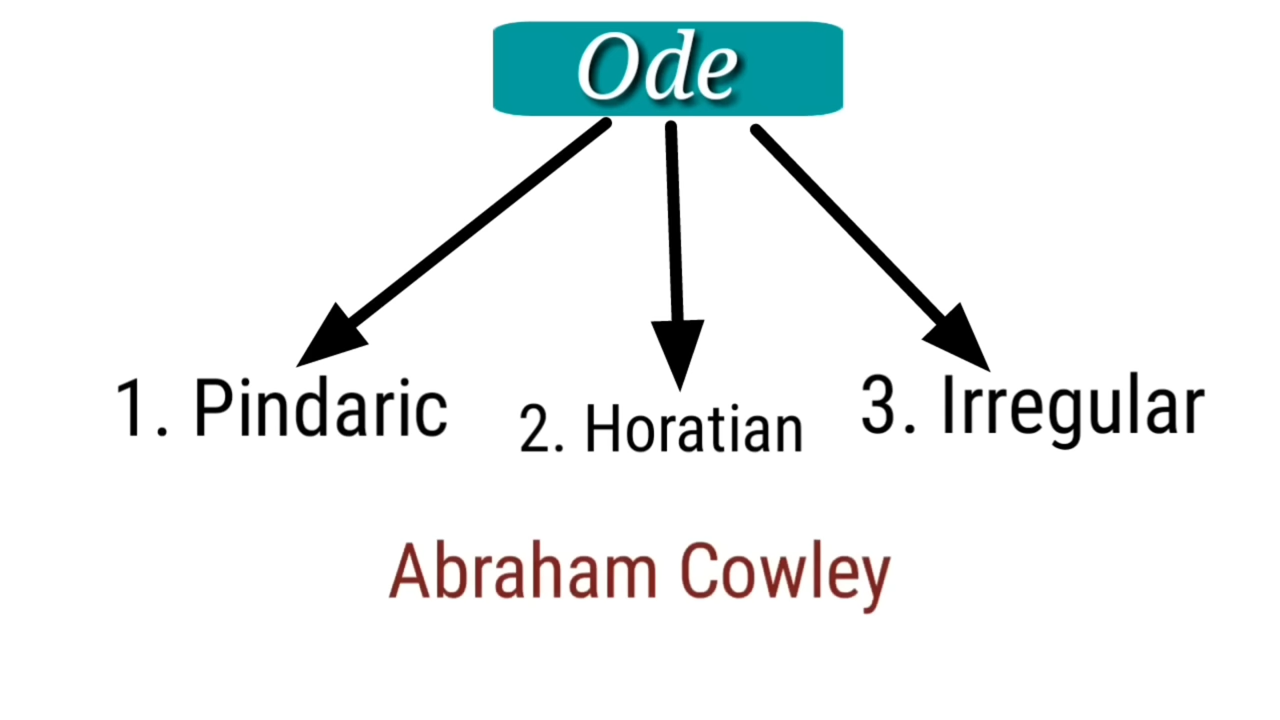 Ode
1. Pindaric
2. Horatian
3. Irregular
Abraham Cowley